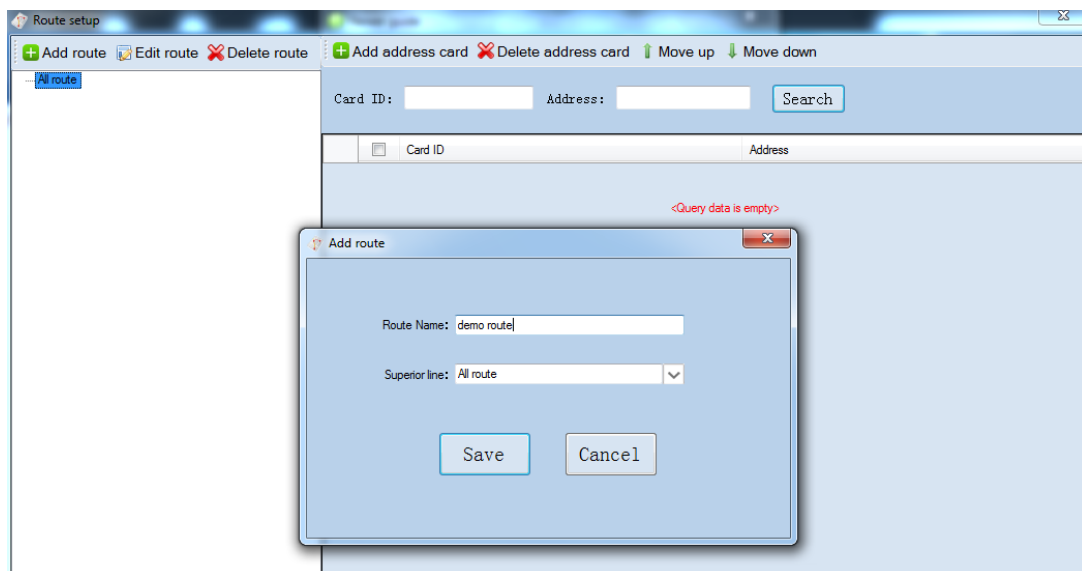 Route setup
Add route Edit route Delete route
Add address card Delete address card Move up Move down
All route
Card ID: Address: Search
Card ID Address
<Query data is empty>
Add route
Route Name: demo route
Superior line: All route
Save Cancel